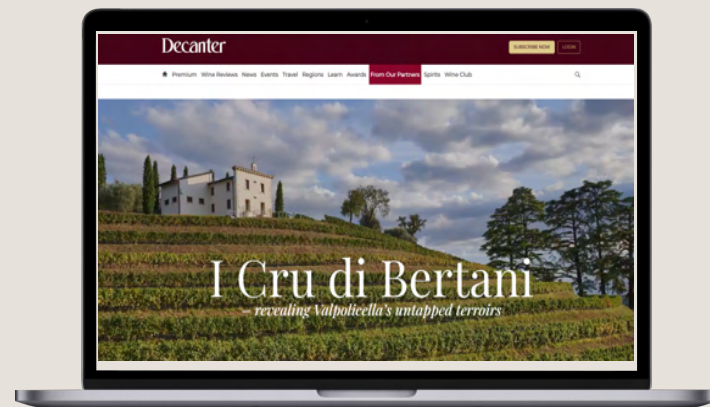 Decanter
SUBSCRIBE NOW LOGIN
Premium Wine Reviews News Events Travel Regions Learn Awards From Our Partners Spirits Wine Club
I Cru di Bertani
– revealing Valpolicella's untapped terroirs